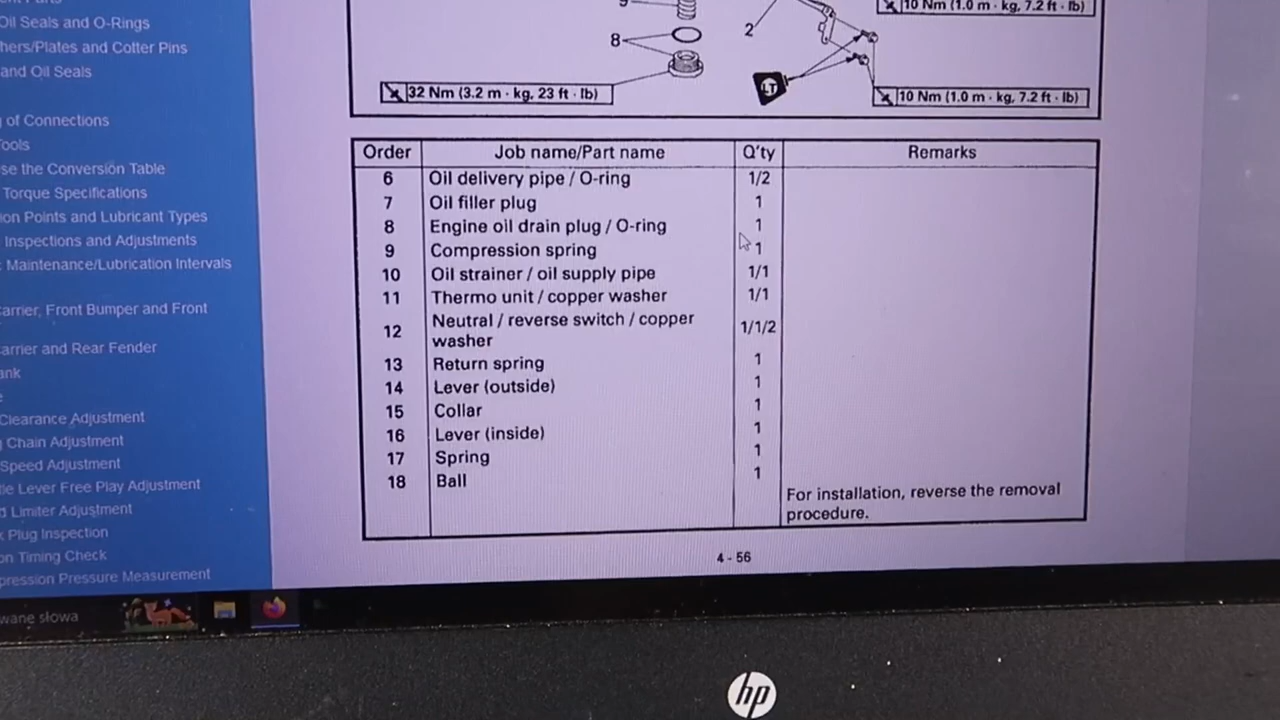 Oil Seals and O-Rings
hers/Plates and Cotter Pins
and Oil Seals
of Connections
ools
se the Conversion Table
Torque Specifications
on Points and Lubricant Types
Inspections and Adjustments
Maintenance/Lubrication Intervals
arrier, Front Bumper and Front
arrier and Rear Fender
ank
Clearance Adjustment
Chain Adjustment
Speed Adjustment
le Lever Free Play Adjustment
d Limiter Adjustment
Plug Inspection
on Timing Check
pression Pressure Measurement
wane słowa
9
8
2
10 Nm (1.0 m · kg, 7.2 ft · lb)
32 Nm (3.2 m · kg, 23 ft · lb)
LT
10 Nm (1.0 m · kg, 7.2 ft · lb)
Order Job name/Part name Q'ty Remarks
6 Oil delivery pipe / O-ring 1/2
7 Oil filler plug 1
8 Engine oil drain plug / O-ring 1
9 Compression spring 1
10 Oil strainer / oil supply pipe 1/1
11 Thermo unit / copper washer 1/1
12 Neutral / reverse switch / copper washer 1/1/2
13 Return spring 1
14 Lever (outside) 1
15 Collar 1
16 Lever (inside) 1
17 Spring 1
18 Ball 1
For installation, reverse the removal
procedure.
4 - 56
hp